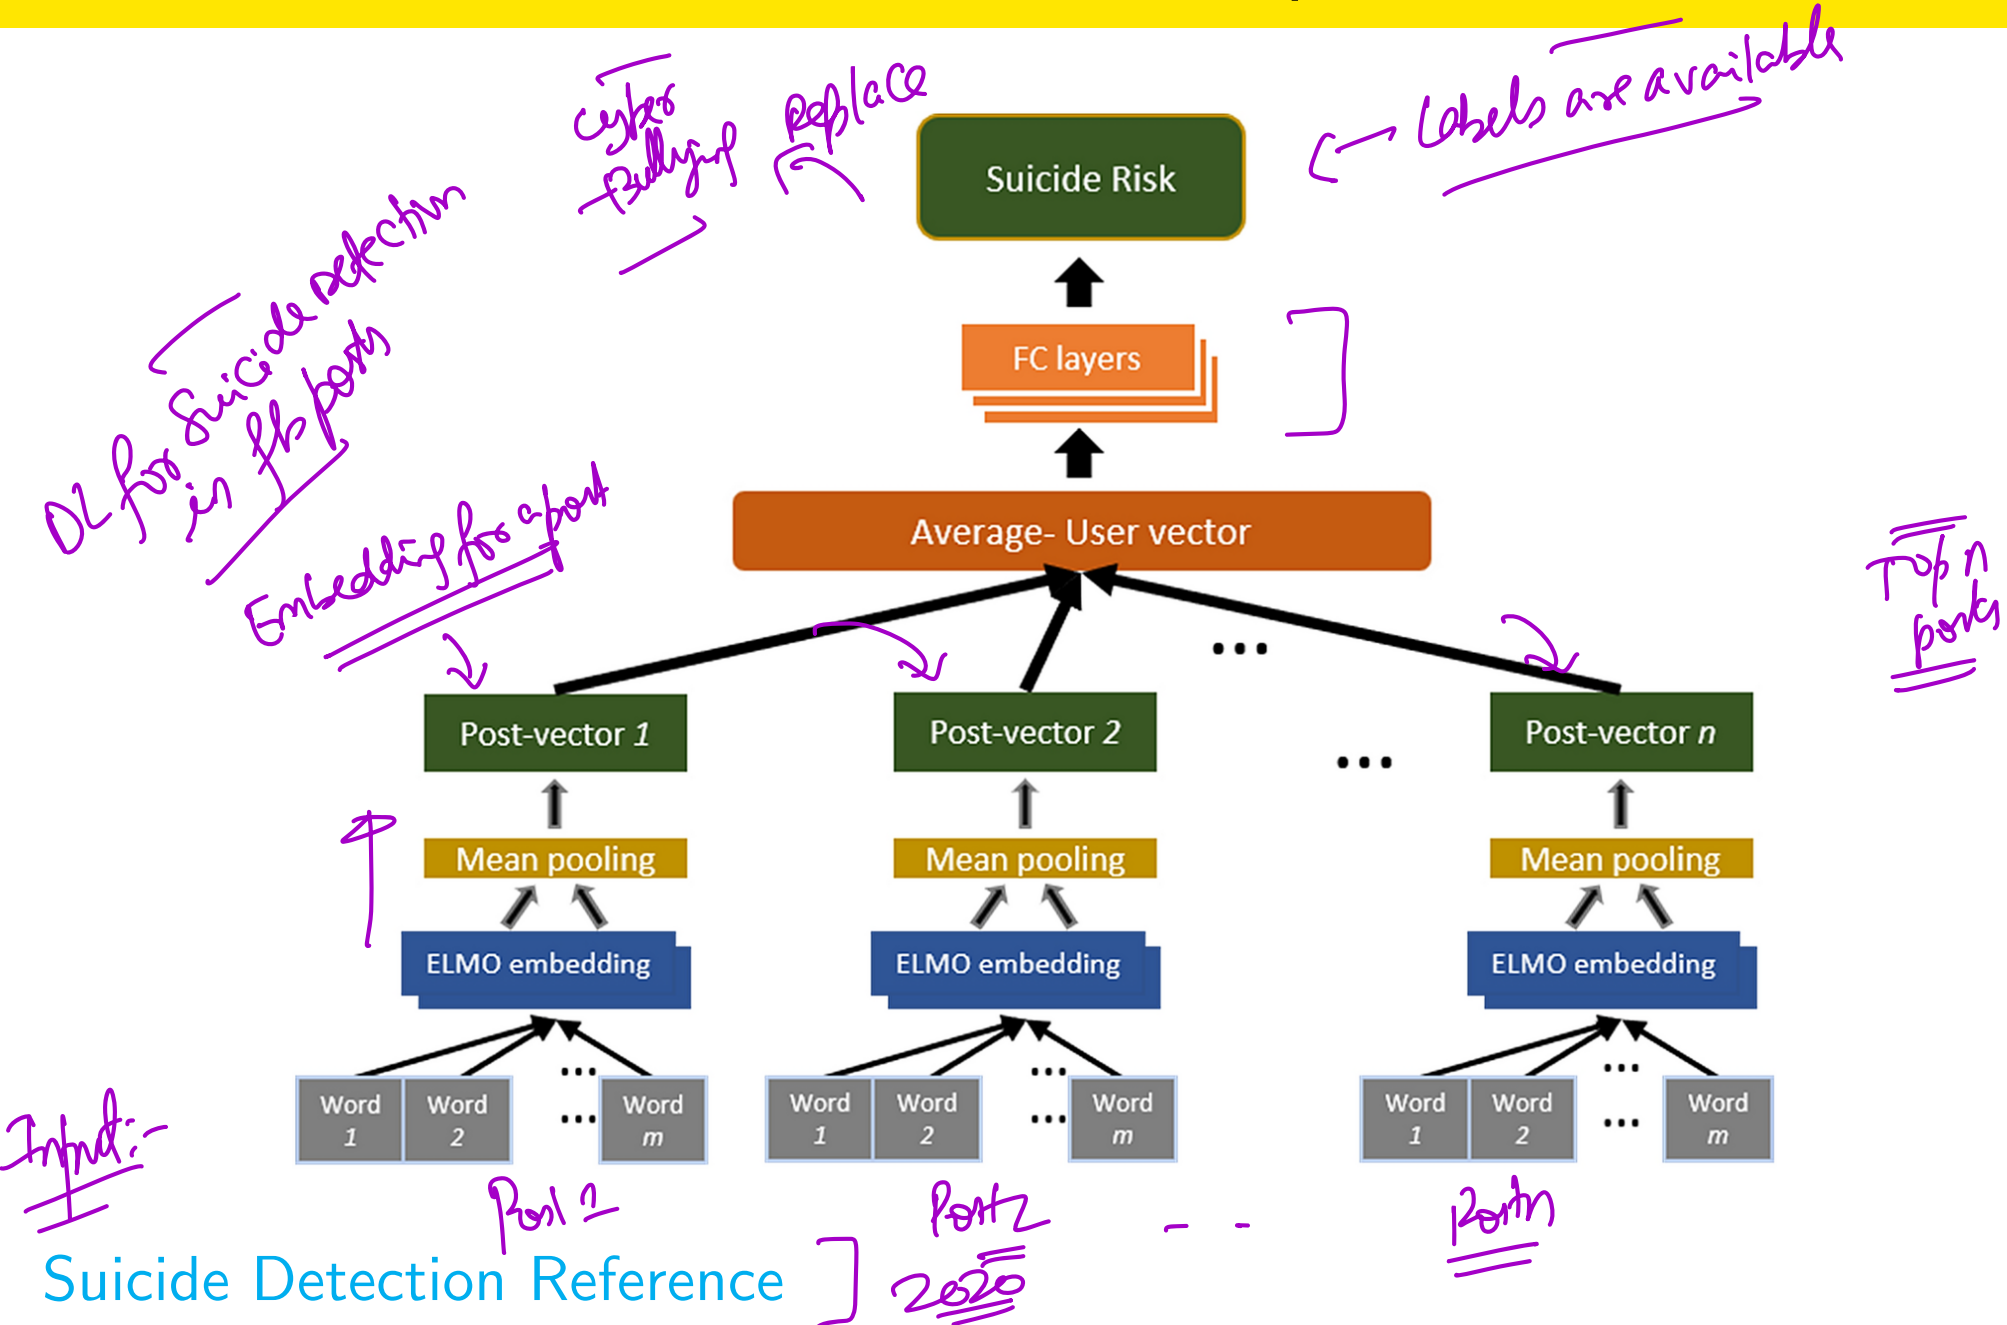 Labels are available
Cyber
Bullying
Replace
Suicide Risk
DL for Suicide Detection
in fb posts
FC layers
Embedding for a post
Average- User vector
Top n
posts
Post-vector 1
Post-vector 2
...
...
Post-vector n
Mean pooling
Mean pooling
Mean pooling
ELMO embedding
ELMO embedding
ELMO embedding
Input:-
Word 1
Word 2
...
...
Word m
Word 1
Word 2
...
...
Word m
Word 1
Word 2
...
...
Word m
Post 1
Post 2
- -
Post n
Suicide Detection Reference
2020